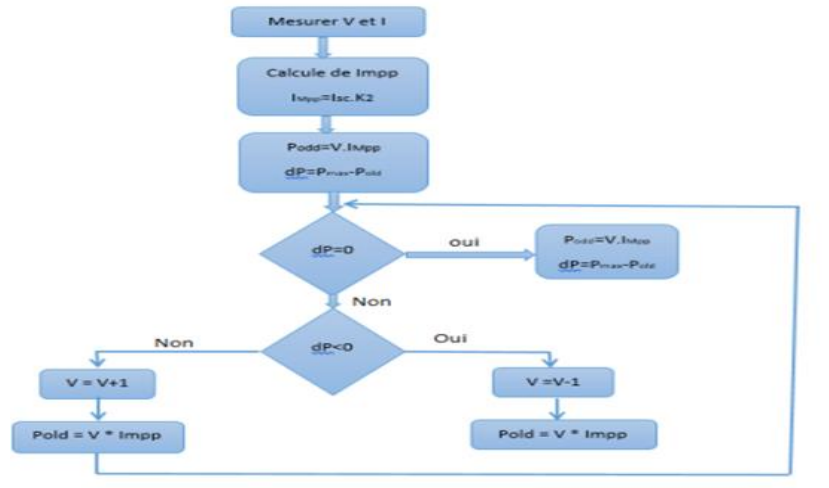 Mesurer V et I
Calcule de Impp
IMpp=Isc.K2
Podd=V.IMpp
dP=Pmax-Pold
dP=0
oui
Podd=V.IMpp
dP=Pmax-Pold
Non
dP<0
Non
Oui
V = V+1
V =V-1
Pold = V * Impp
Pold = V * Impp